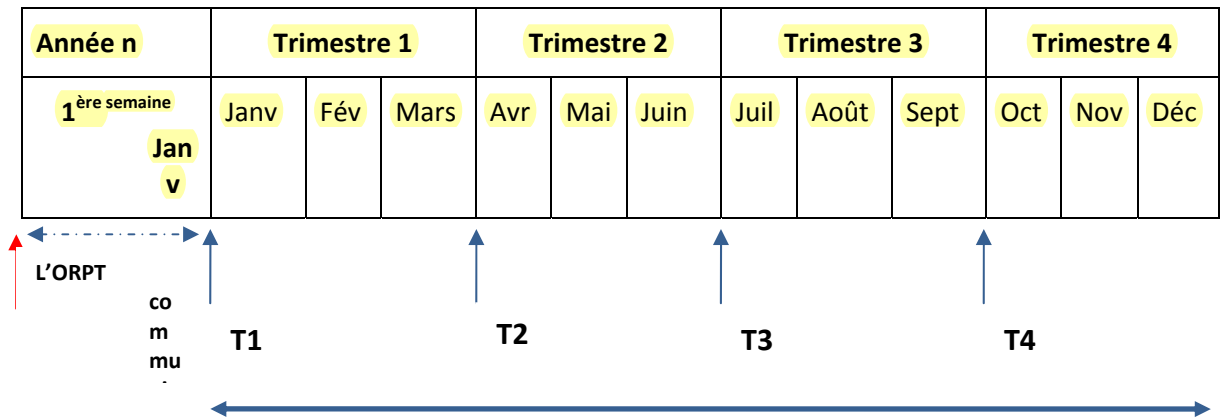 Année n Trimestre 1 Trimestre 2 Trimestre 3 Trimestre 4
1ère semaine Janv Fév Mars Avr Mai Juin Juil Août Sept Oct Nov Déc
Jan
v
L’ORPT
co
m
mu
T1 T2 T3 T4